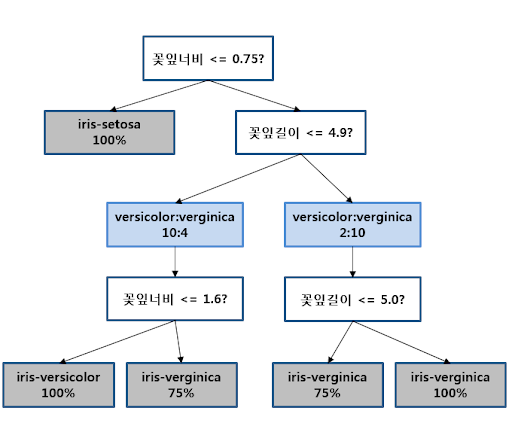 꽃잎너비 <= 0.75?
iris-setosa
100%
꽃잎길이 <= 4.9?
versicolor:verginica
10:4
versicolor:verginica
2:10
꽃잎너비 <= 1.6?
꽃잎길이 <= 5.0?
iris-versicolor
100%
iris-verginica
75%
iris-verginica
75%
iris-verginica
100%